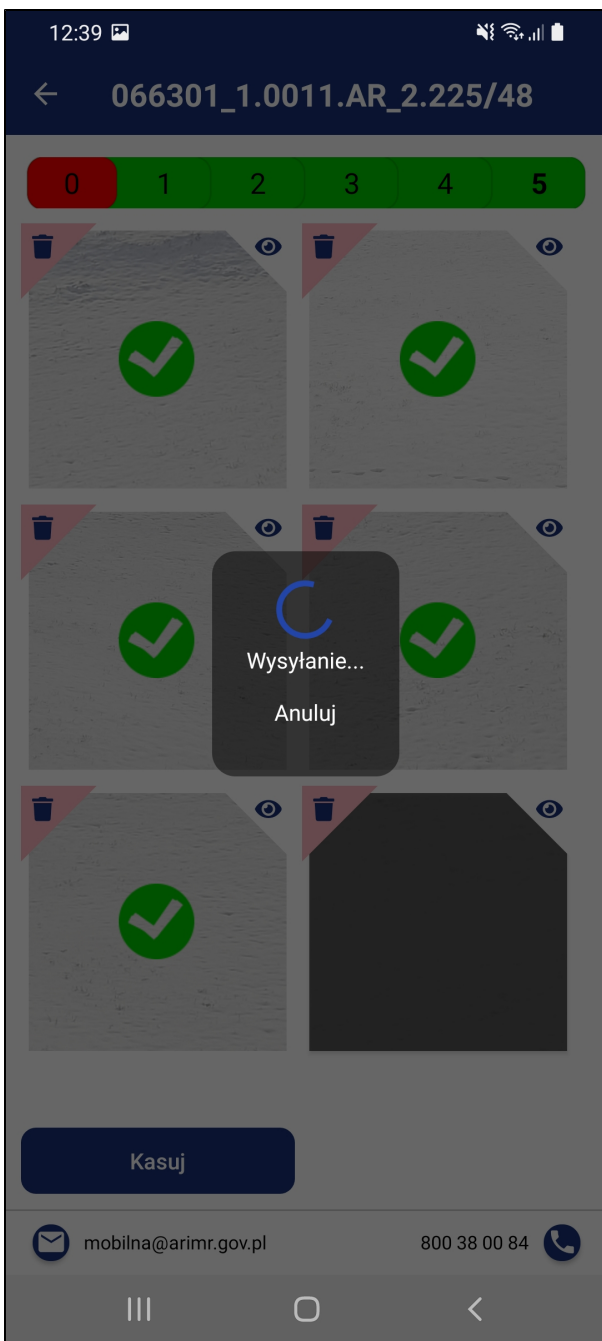 12:39
066301_1.0011.AR_2.225/48
0 1 2 3 4 5
Wysyłanie...
Anuluj
Kasuj
mobilna@arimr.gov.pl 800 38 00 84